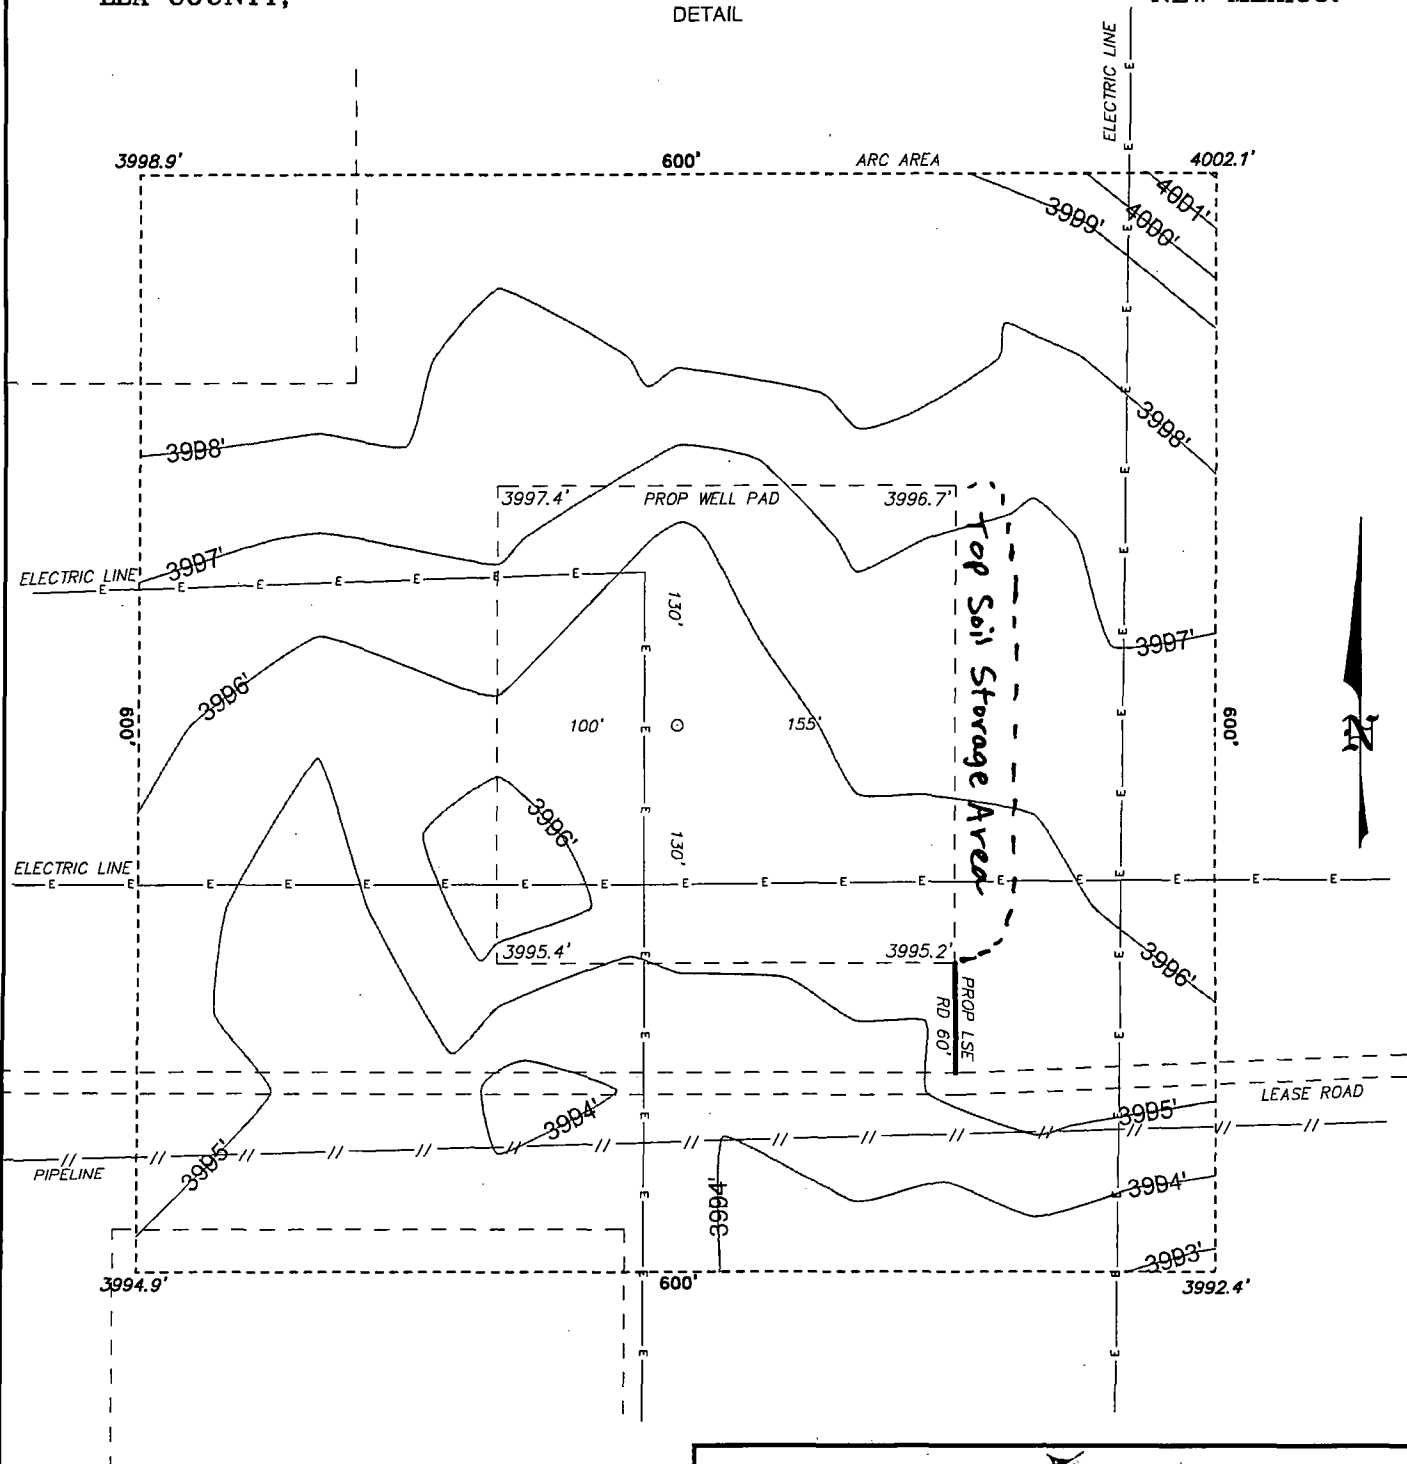 DETAIL
ELECTRIC LINE
3998.9'
600'
ARC AREA
4002.1'
4001'
4000'
3999'
3998'
3998'
3997.4'
PROP WELL PAD
3996.7'
3997'
ELECTRIC LINE
130'
Top Soil Storage Area
3997'
3996'
600'
100'
155'
600'
N
3996'
130'
ELECTRIC LINE
3995.4'
3995.2'
3996'
PROP LSE
RD 60'
LEASE ROAD
3994'
3995'
PIPELINE
3995'
3994'
3994'
3993'
3994.9'
600'
3992.4'